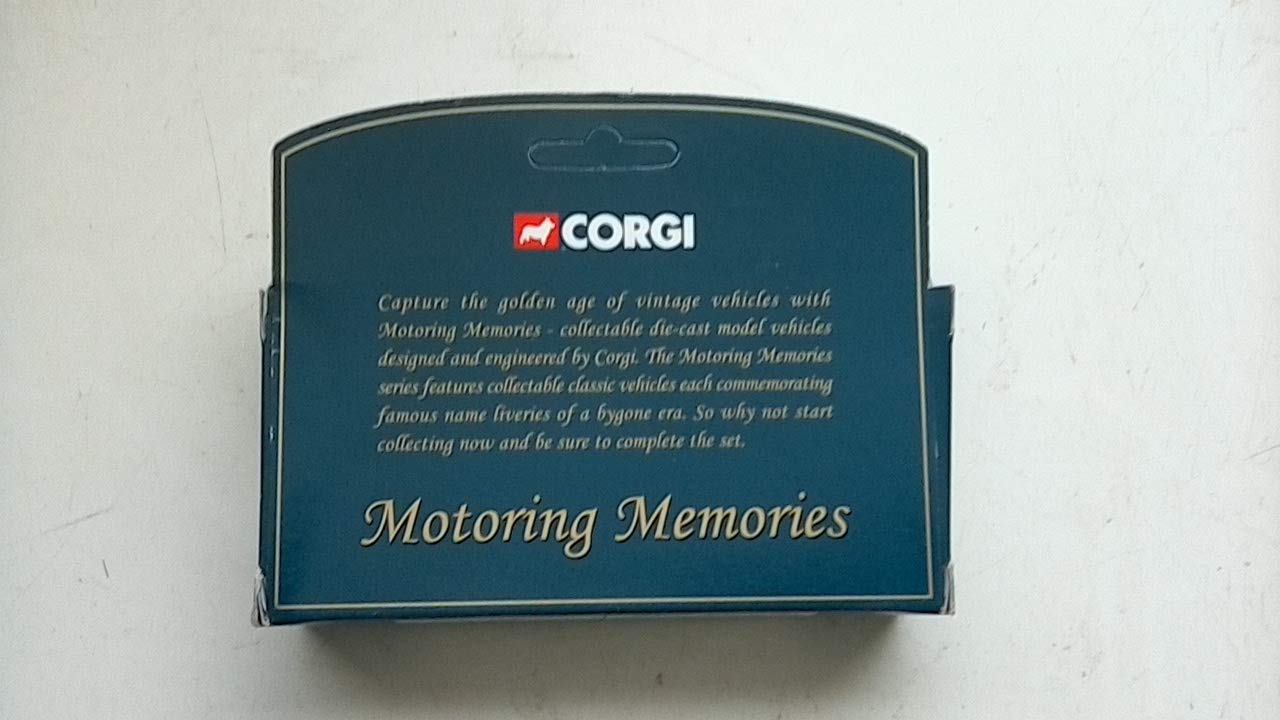 CORGI
Capture the golden age of vintage vehicles with
Motoring Memories - collectable die-cast model vehicles
designed and engineered by Corgi. The Motoring Memories
series features collectable classic vehicles each commemorating
famous name liveries of a bygone era. So why not start
collecting now and be sure to complete the set.
Motoring Memories